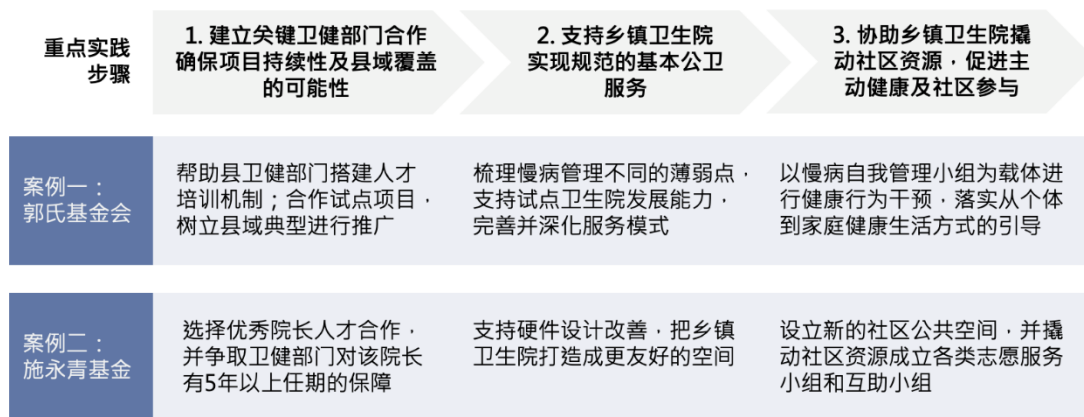 重点实践
步骤
1. 建立关键卫健部门合作
确保项目持续性及县域覆盖
的可能性
2. 支持乡镇卫生院
实现规范的基本公卫
服务
3. 协助乡镇卫生院撬
动社区资源，促进主
动健康及社区参与
案例一：
郭氏基金会
帮助县卫健部门搭建人才
培训机制；合作试点项目，
树立县域典型进行推广
梳理慢病管理不同的薄弱点，
支持试点卫生院发展能力，
完善并深化服务模式
以慢病自我管理小组为载体进
行健康行为干预，落实从个体
到家庭健康生活方式的引导
案例二：
施永青基金
选择优秀院长人才合作，
并争取卫健部门对该院长
有5年以上任期的保障
支持硬件设计改善，把乡镇
卫生院打造成更友好的空间
设立新的社区公共空间，并撬
动社区资源成立各类志愿服务
小组和互助小组